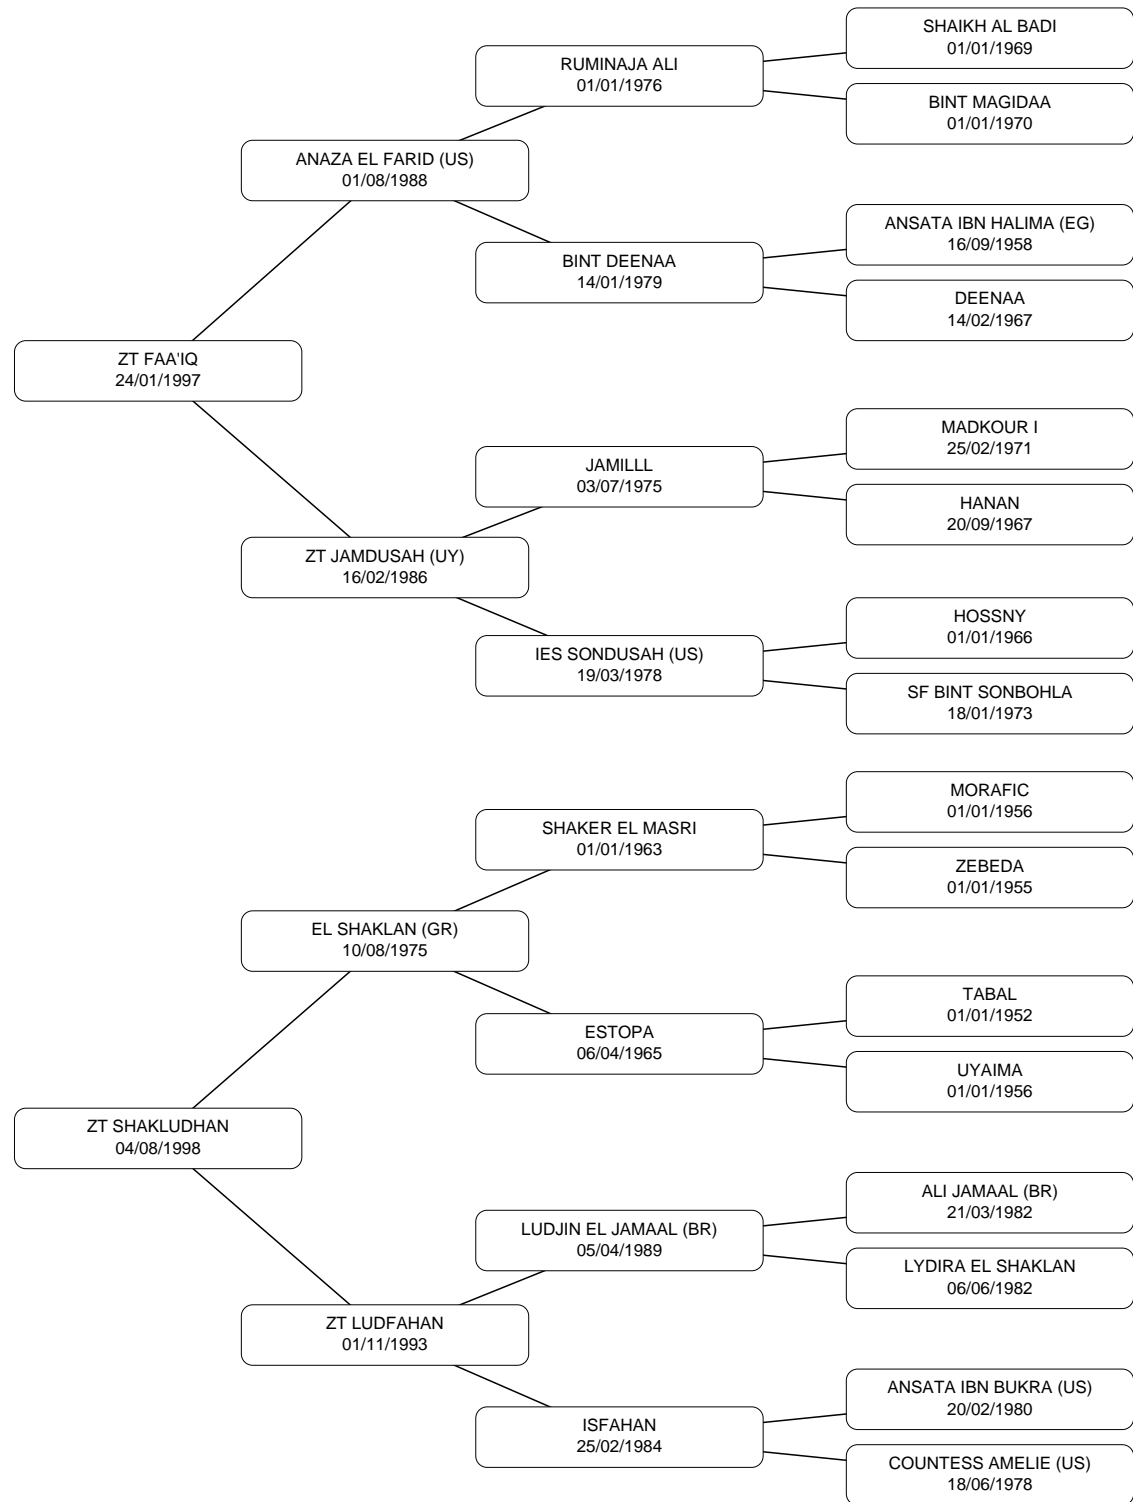 SHAIKH AL BADI
01/01/1969
RUMINAJA ALI
01/01/1976
BINT MAGIDAA
01/01/1970
ANAZA EL FARID (US)
01/08/1988
ANSATA IBN HALIMA (EG)
16/09/1958
BINT DEENAA
14/01/1979
DEENAA
14/02/1967
ZT FAA'IQ
24/01/1997
MADKOUR I
25/02/1971
JAMILLL
03/07/1975
HANAN
20/09/1967
ZT JAMDUSAH (UY)
16/02/1986
HOSSNY
01/01/1966
IES SONDUSAH (US)
19/03/1978
SF BINT SONBOHLA
18/01/1973
MORAFIC
01/01/1956
SHAKER EL MASRI
01/01/1963
ZEBEDA
01/01/1955
EL SHAKLAN (GR)
10/08/1975
TABAL
01/01/1952
ESTOPA
06/04/1965
UYAIMA
01/01/1956
ZT SHAKLUDHAN
04/08/1998
ALI JAMAAL (BR)
21/03/1982
LUDJIN EL JAMAAL (BR)
05/04/1989
LYDIRA EL SHAKLAN
06/06/1982
ZT LUDFAHAN
01/11/1993
ANSATA IBN BUKRA (US)
20/02/1980
ISFAHAN
25/02/1984
COUNTESS AMELIE (US)
18/06/1978